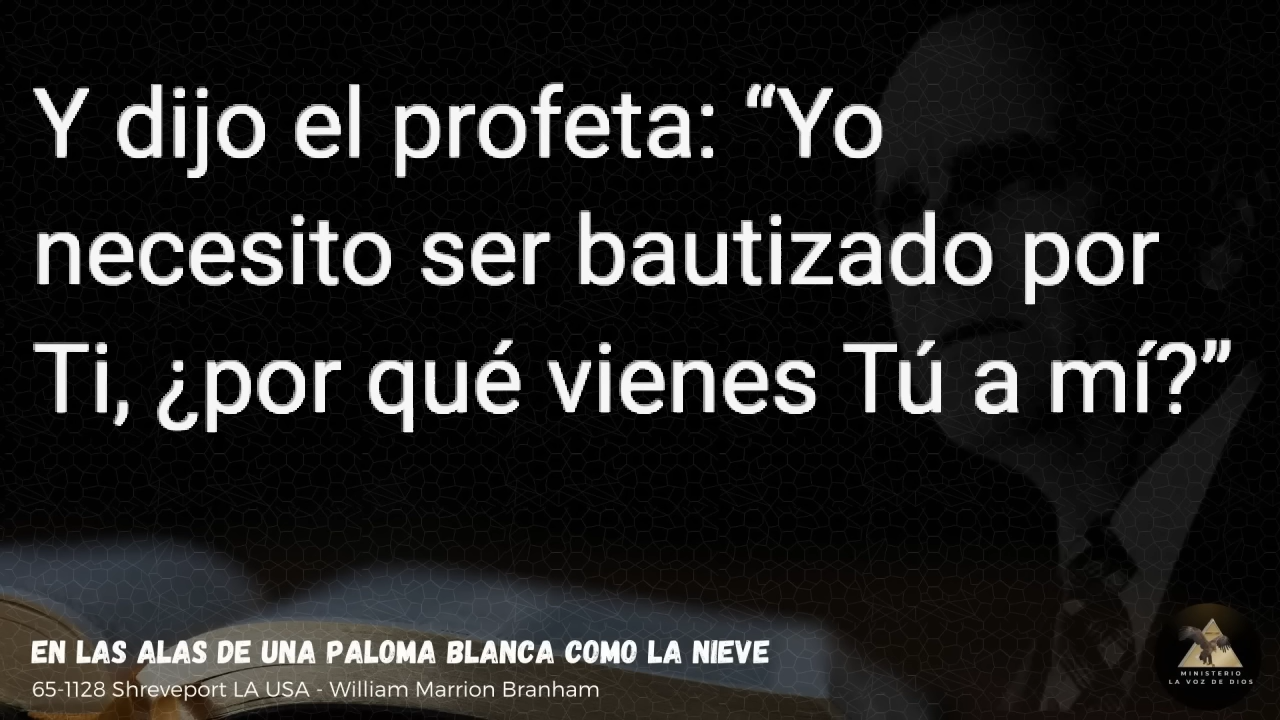 Y dijo el profeta: “Yo
necesito ser bautizado por
Ti, ¿por qué vienes Tú a mí?”
EN LAS ALAS DE UNA PALOMA BLANCA COMO LA NIEVE
65-1128 Shreveport LA USA - William Marrion Branham
MINISTERIO
LA VOZ DE DIOS